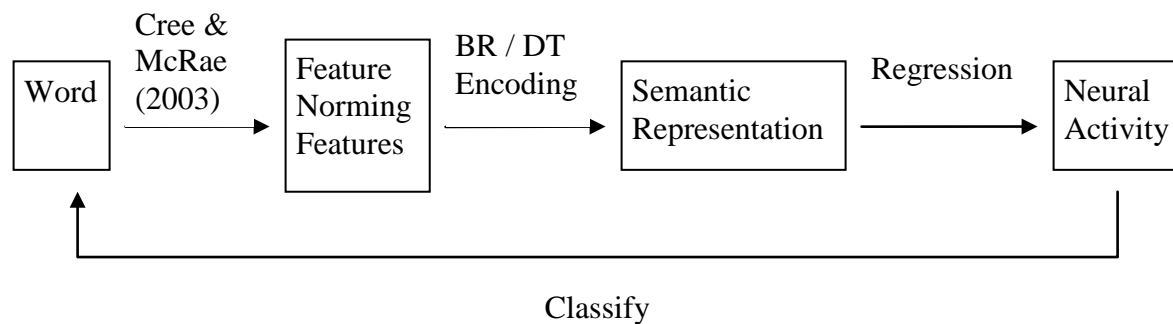 Word
Cree &
McRae
(2003)
Feature
Norming
Features
BR / DT
Encoding
Semantic
Representation
Regression
Neural
Activity
Classify